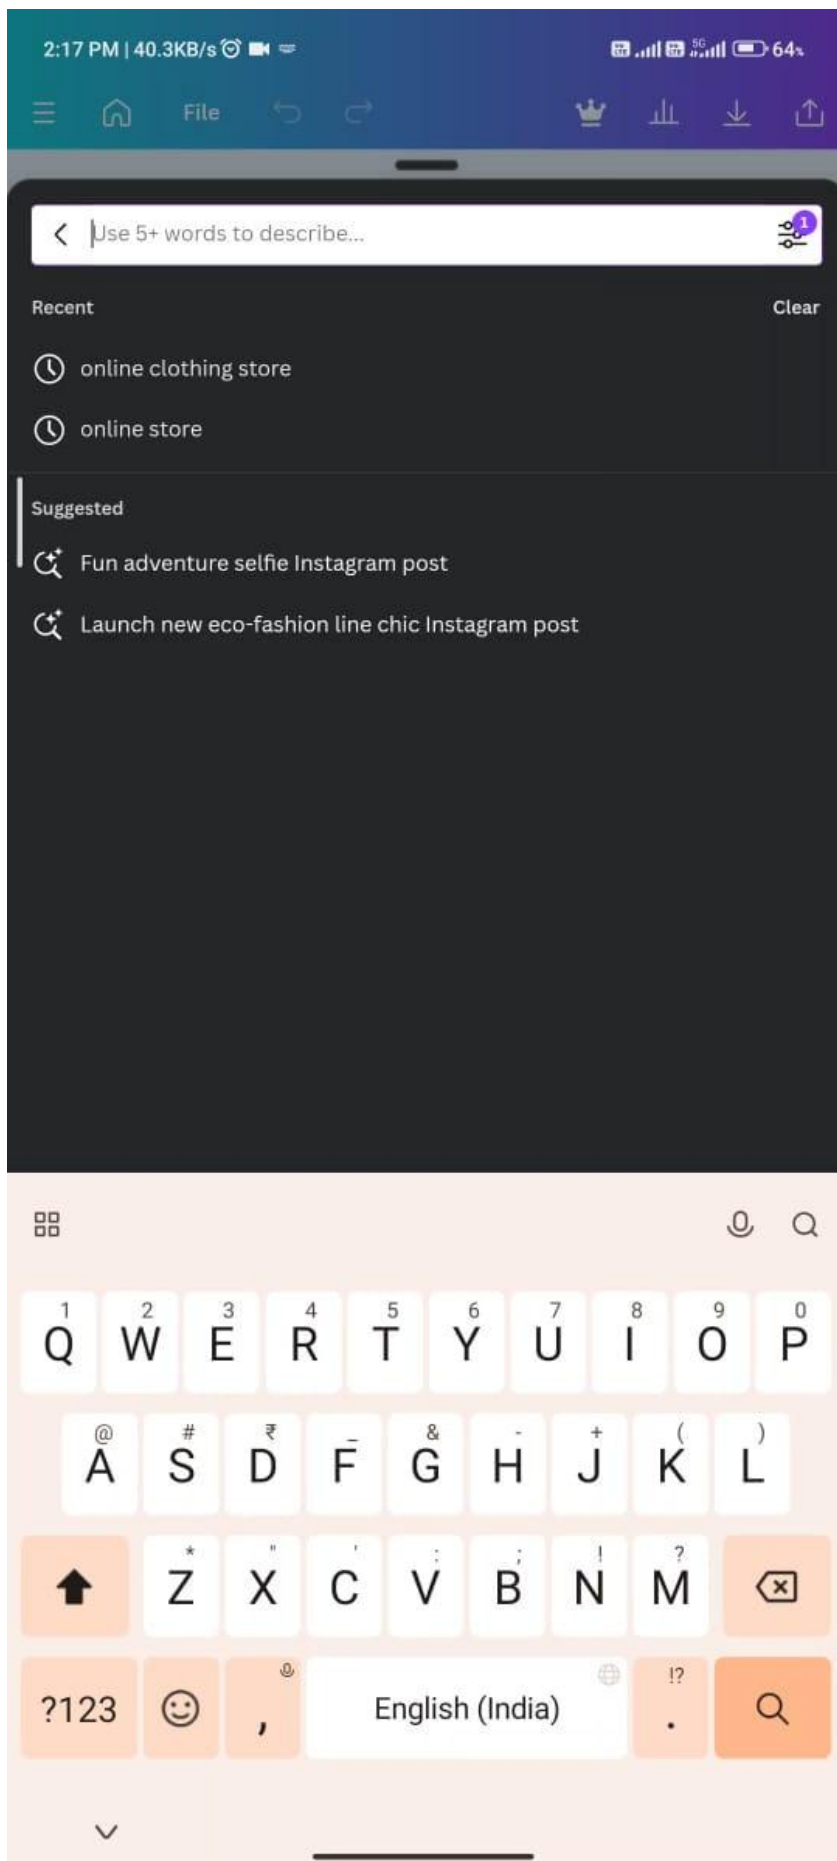 2:17 PM | 40.3KB/s 5G 64%
File
Use 5+ words to describe...
1
Recent Clear
online clothing store
online store
Suggested
Fun adventure selfie Instagram post
Launch new eco-fashion line chic Instagram post
1 2 3 4 5 6 7 8 9 0
Q W E R T Y U I O P
@ # ₹ _ & - + ( )
A S D F G H J K L
* " ' : ; ! ?
Z X C V B N M
!?
?123 , English (India) .